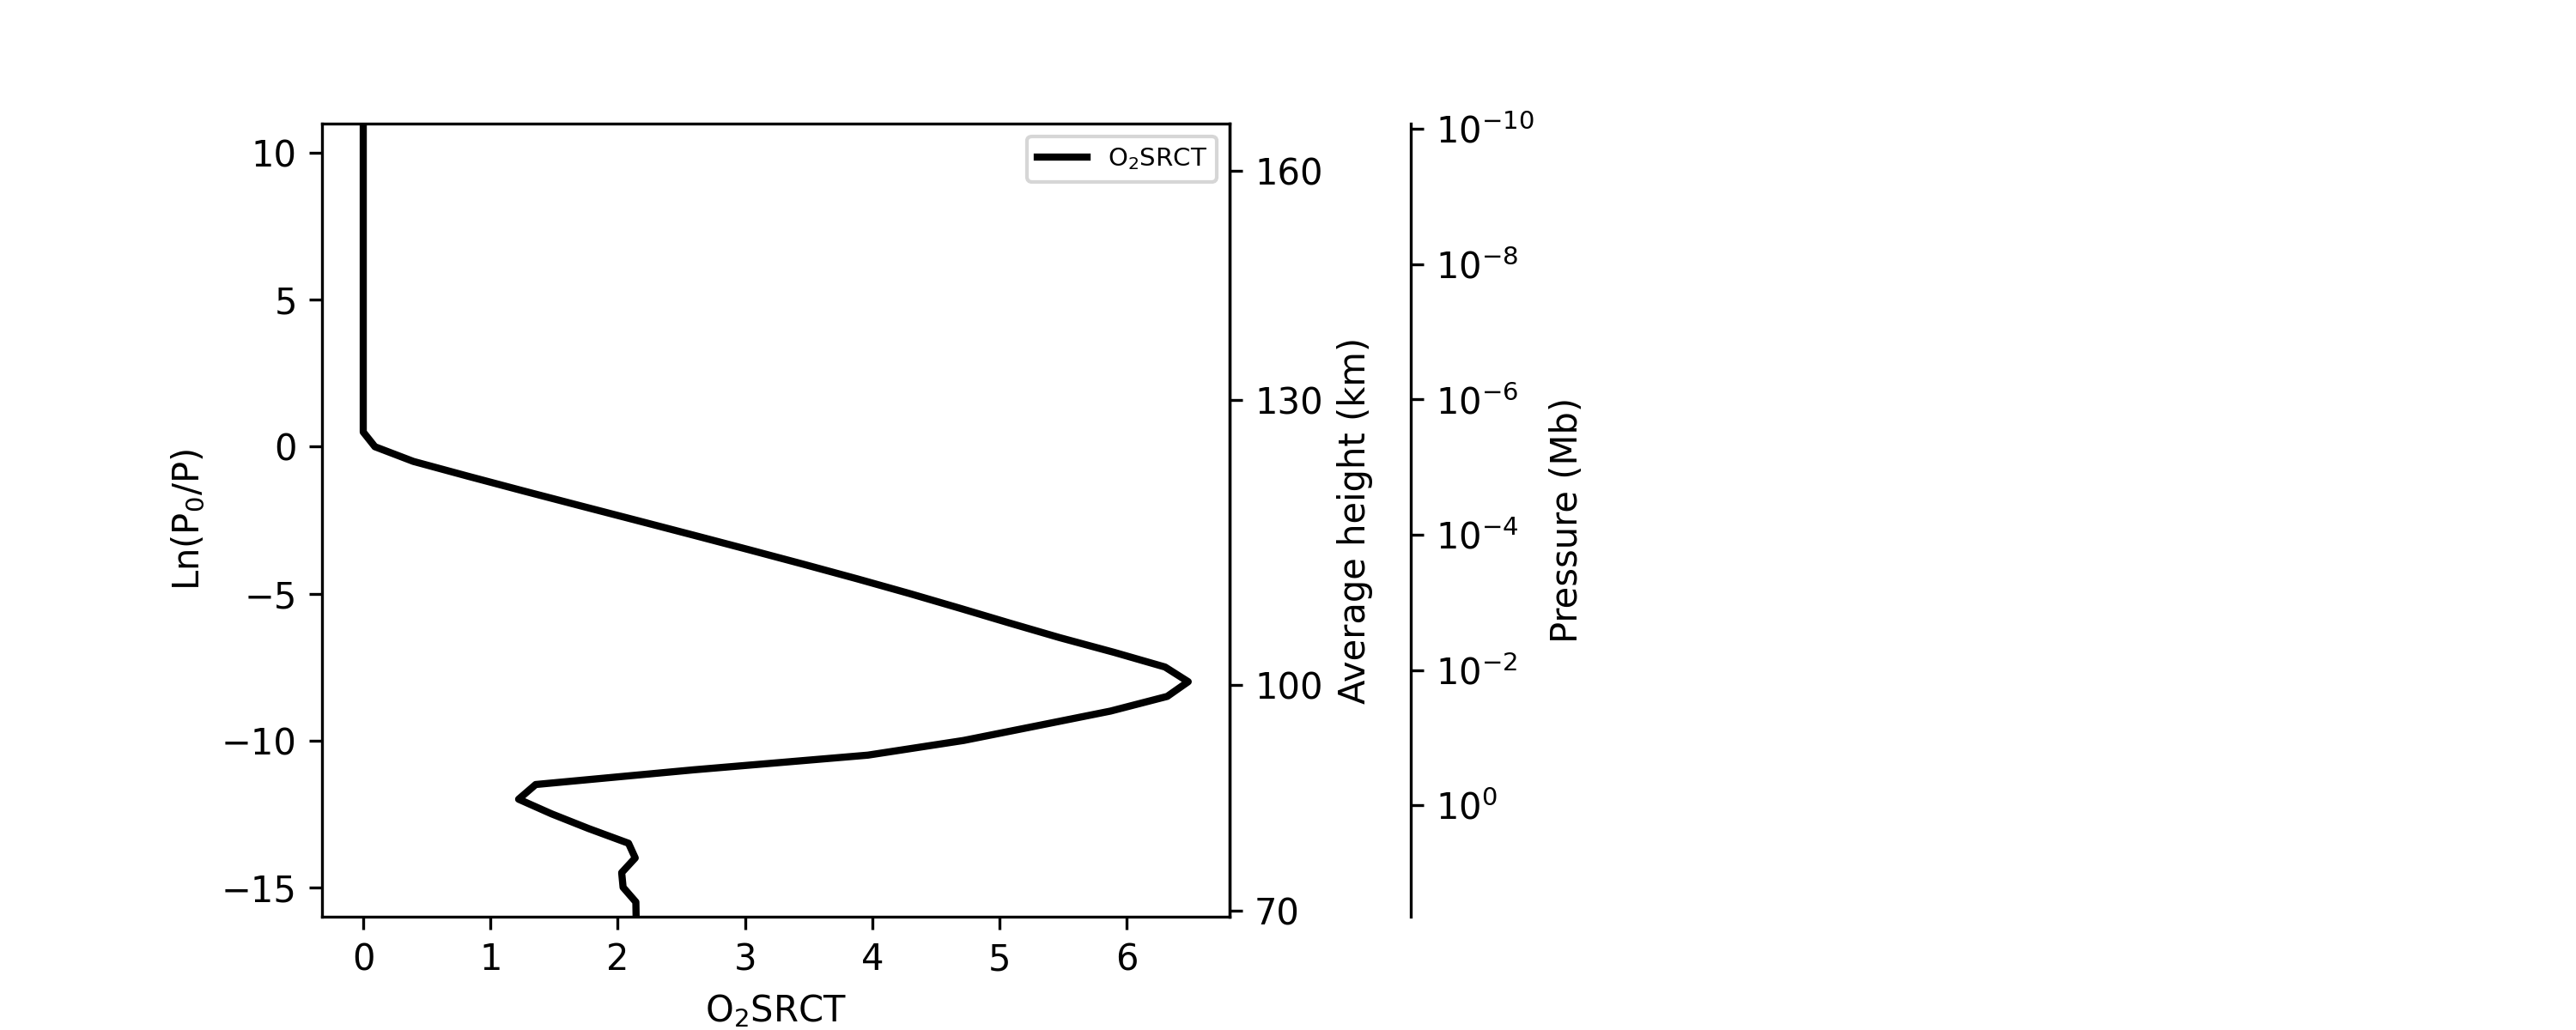 O₂SRCT
10
5
0
−5
−10
−15
Ln(P₀/P)
0 1 2 3 4 5 6
O₂SRCT
160
130
100
70
Average height (km)
10⁻¹⁰
10⁻⁸
10⁻⁶
10⁻⁴
10⁻²
10⁰
Pressure (Mb)